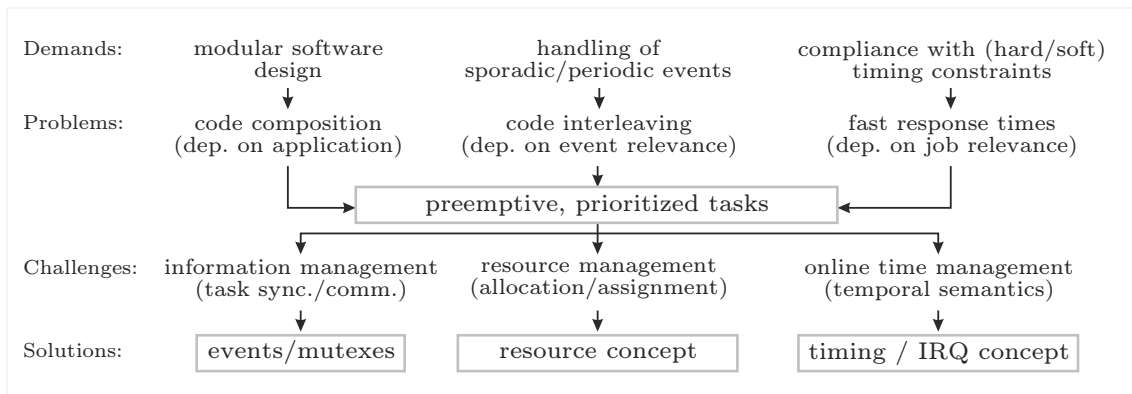 Demands: modular software handling of compliance with (hard/soft)
design sporadic/periodic events timing constraints
Problems: code composition code interleaving fast response times
(dep. on application) (dep. on event relevance) (dep. on job relevance)
preemptive, prioritized tasks
Challenges: information management resource management online time management
(task sync./comm.) (allocation/assignment) (temporal semantics)
Solutions: events/mutexes resource concept timing / IRQ concept